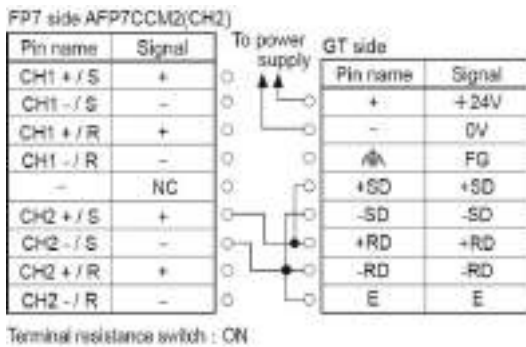 FP7 side AFP7CCM2(CH2)
Pin name Signal
CH1 + / S +
CH1 - / S -
CH1 + / R +
CH1 - / R -
- NC
CH2 + / S +
CH2 - / S -
CH2 + / R +
CH2 - / R -
To power
supply
GT side
Pin name Signal
+ +24V
- 0V
FG
+SD +SD
-SD -SD
+RD +RD
-RD -RD
E E
Terminal resistance switch : ON